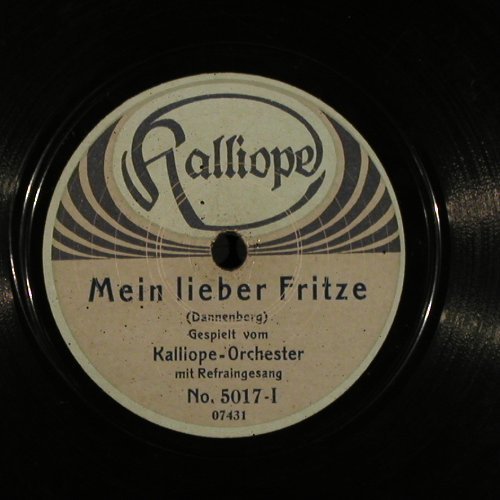 Kalliope
Mein lieber Fritze
(Dannenberg)
Gespielt vom
Kalliope-Orchester
mit Refraingesang
No. 5017-I
07431